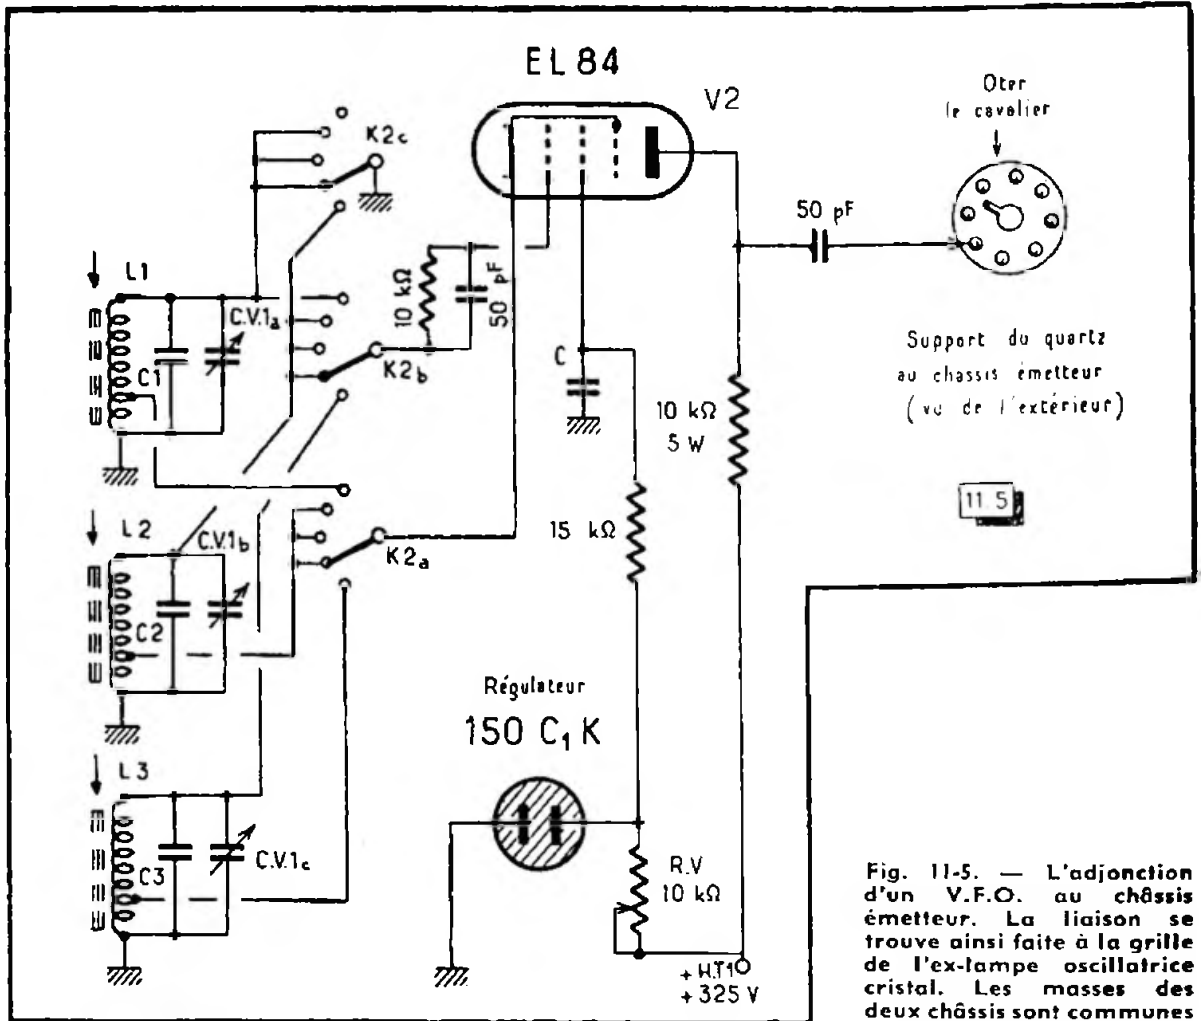 EL 84
V2
Oter
le cavalier
K2c
50 pF
L1
C.V.1a
10 kΩ
50 pF
C1
K2b
C
Support du quartz
au chassis émetteur
(vu de l'extérieur)
10 kΩ
5 W
11.5
15 kΩ
L2
C.V.1b
K2a
C2
Régulateur
150 C1 K
L3
C.V.1c
C3
R.V
10 kΩ
+ H.T1
+ 325 V
Fig. 11-5. — L'adjonction
d'un V.F.O. au châssis
émetteur. La liaison se
trouve ainsi faite à la grille
de l'ex-lampe oscillatrice
cristal. Les masses des
deux châssis sont communes